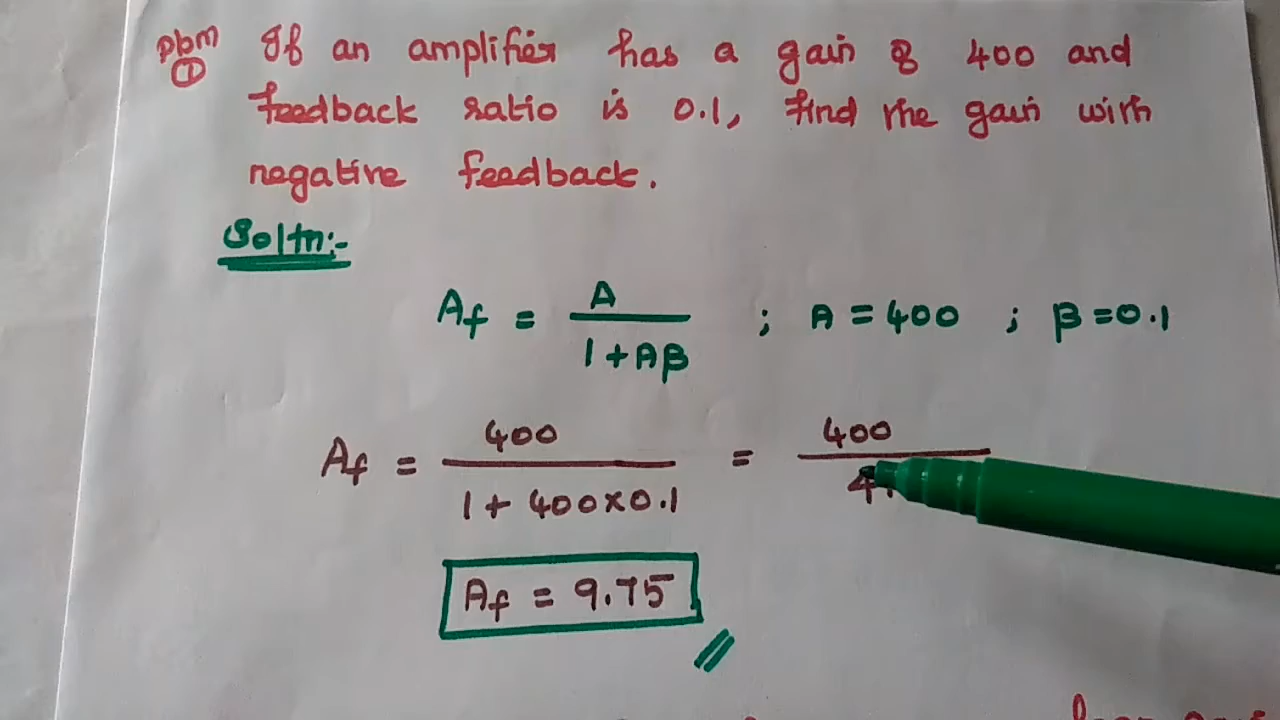 Pbm If an amplifier has a gain of 400 and
① feedback ratio is 0.1, find the gain with
negative feedback.
Soltn:-
Af = A / 1+Aβ ; A = 400 ; β = 0.1
Af = 400 / 1+ 400×0.1 = 400 /
Af = 9.75